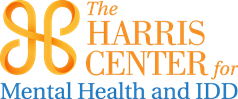 The
HARRIS
CENTER for
Mental Health and IDD